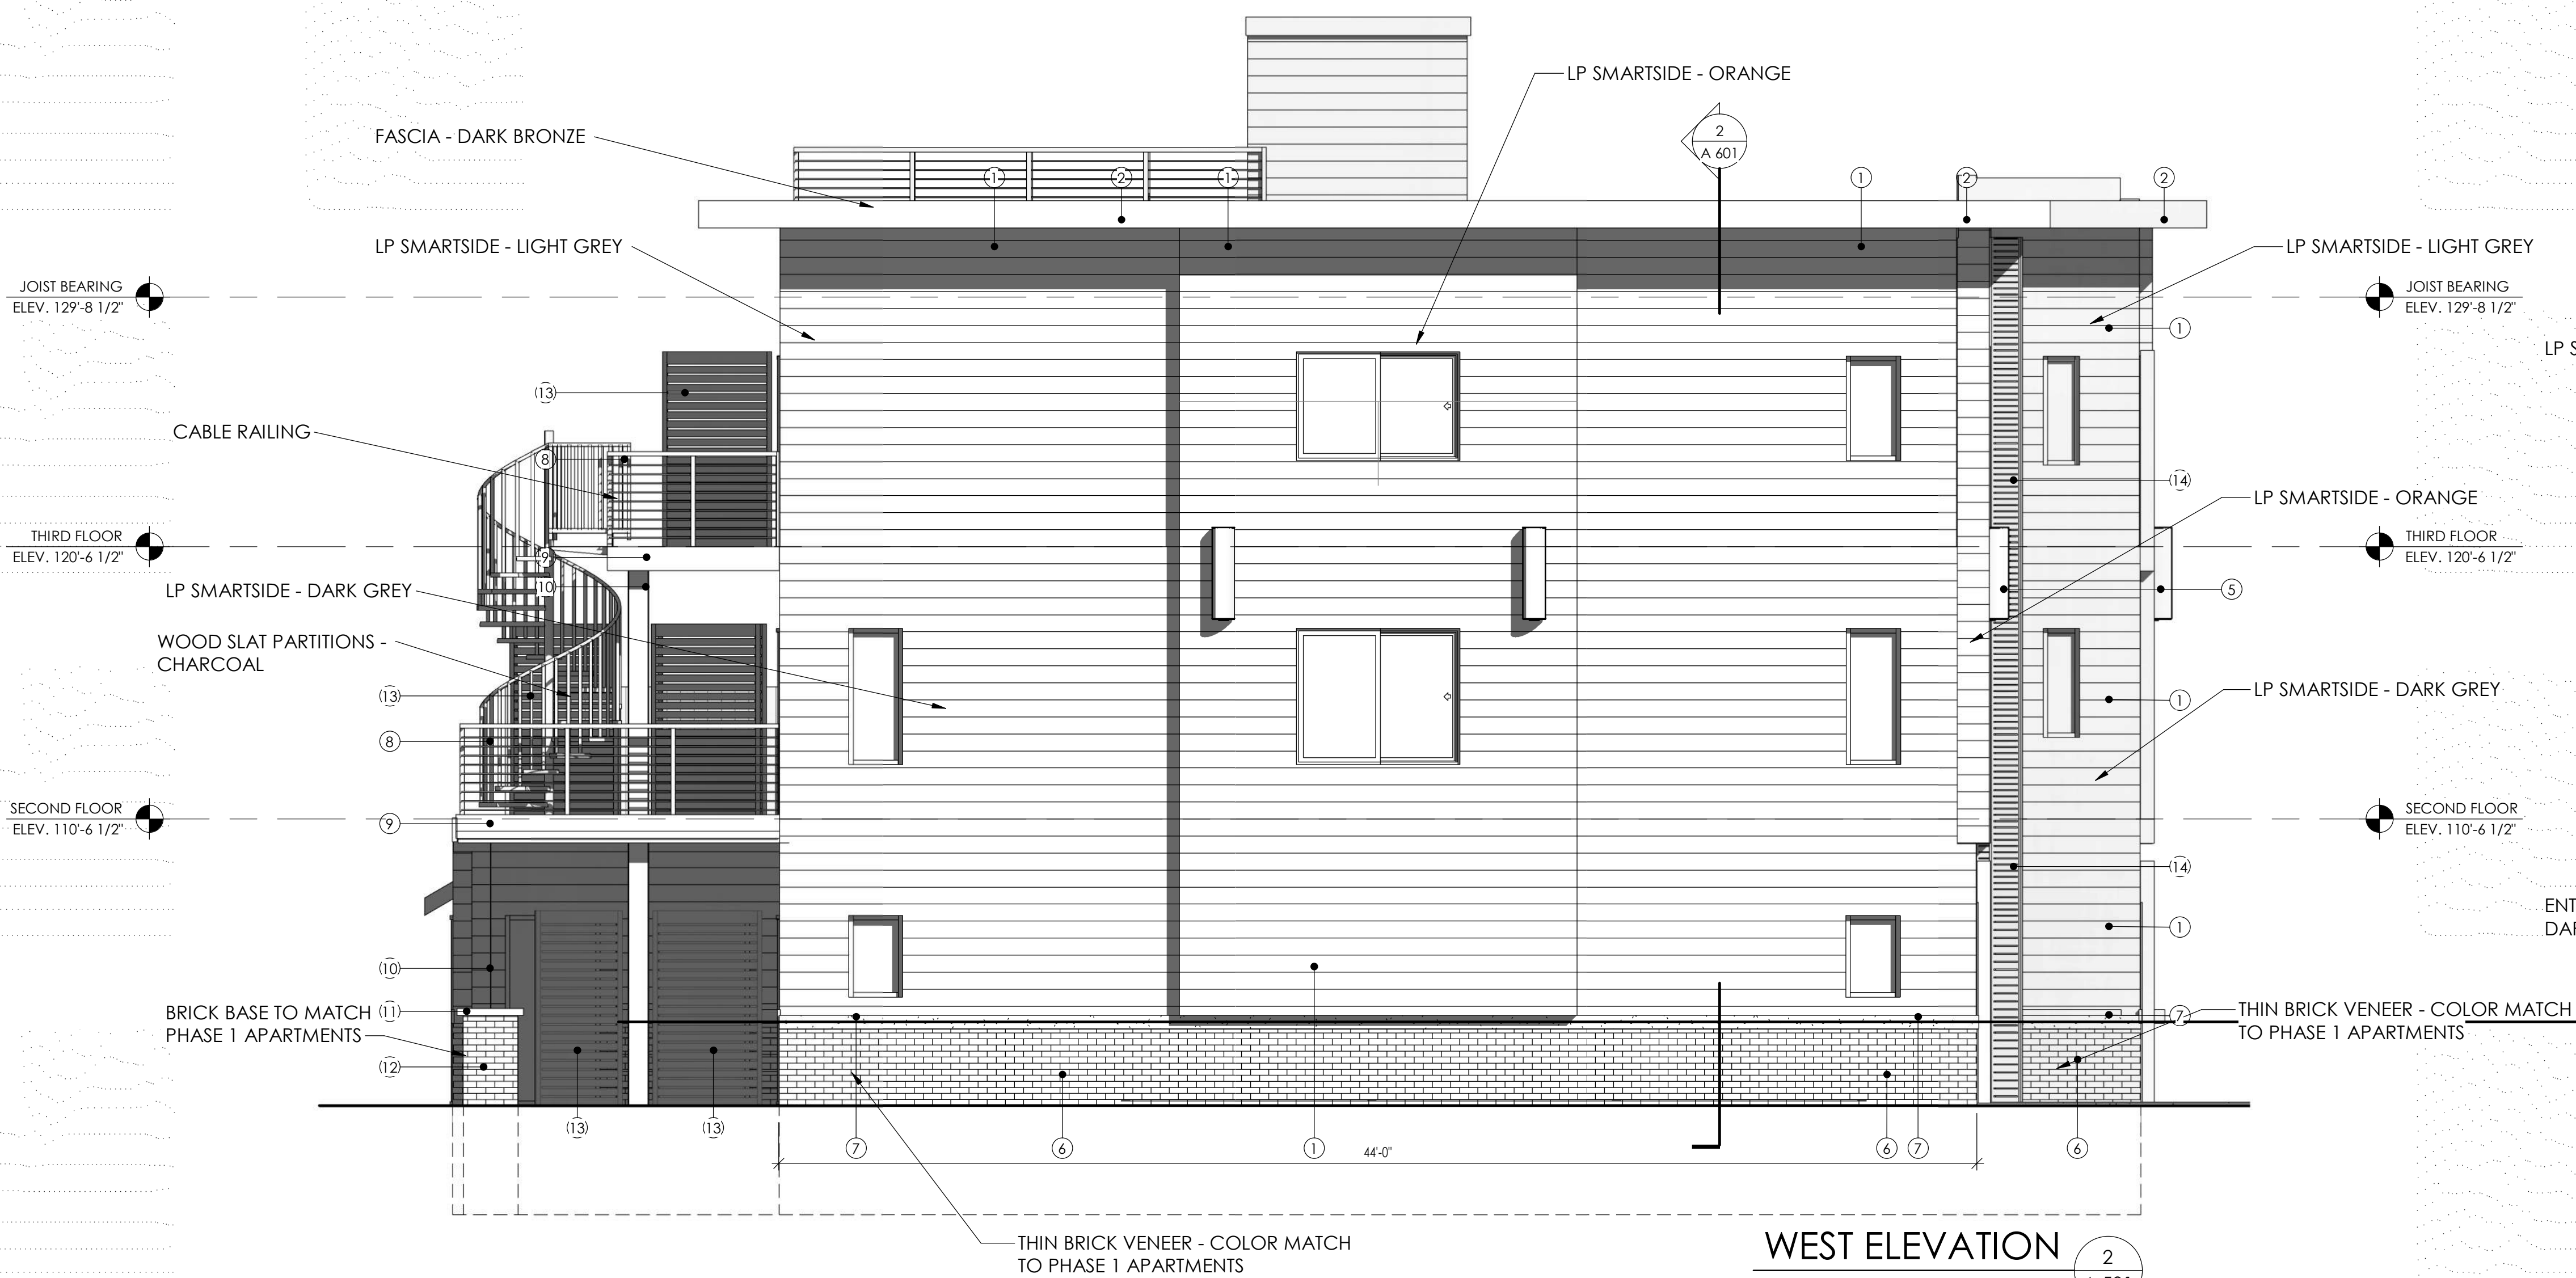 LP SMARTSIDE - ORANGE
FASCIA - DARK BRONZE
2
A 601
1
2
1
1
2
2
LP SMARTSIDE - LIGHT GREY
LP SMARTSIDE - LIGHT GREY
JOIST BEARING
ELEV. 129'-8 1/2"
JOIST BEARING
ELEV. 129'-8 1/2"
1
LP S
13
CABLE RAILING
8
14
LP SMARTSIDE - ORANGE
THIRD FLOOR
ELEV. 120'-6 1/2"
9
THIRD FLOOR
ELEV. 120'-6 1/2"
10
5
LP SMARTSIDE - DARK GREY
WOOD SLAT PARTITIONS -
CHARCOAL
13
1
LP SMARTSIDE - DARK GREY
8
SECOND FLOOR
ELEV. 110'-6 1/2"
9
SECOND FLOOR
ELEV. 110'-6 1/2"
14
ENT
DAR
1
10
BRICK BASE TO MATCH
PHASE 1 APARTMENTS
11
7
THIN BRICK VENEER - COLOR MATCH
TO PHASE 1 APARTMENTS
12
13
13
7
6
1
6
7
6
44'-0"
THIN BRICK VENEER - COLOR MATCH
TO PHASE 1 APARTMENTS
WEST ELEVATION
2